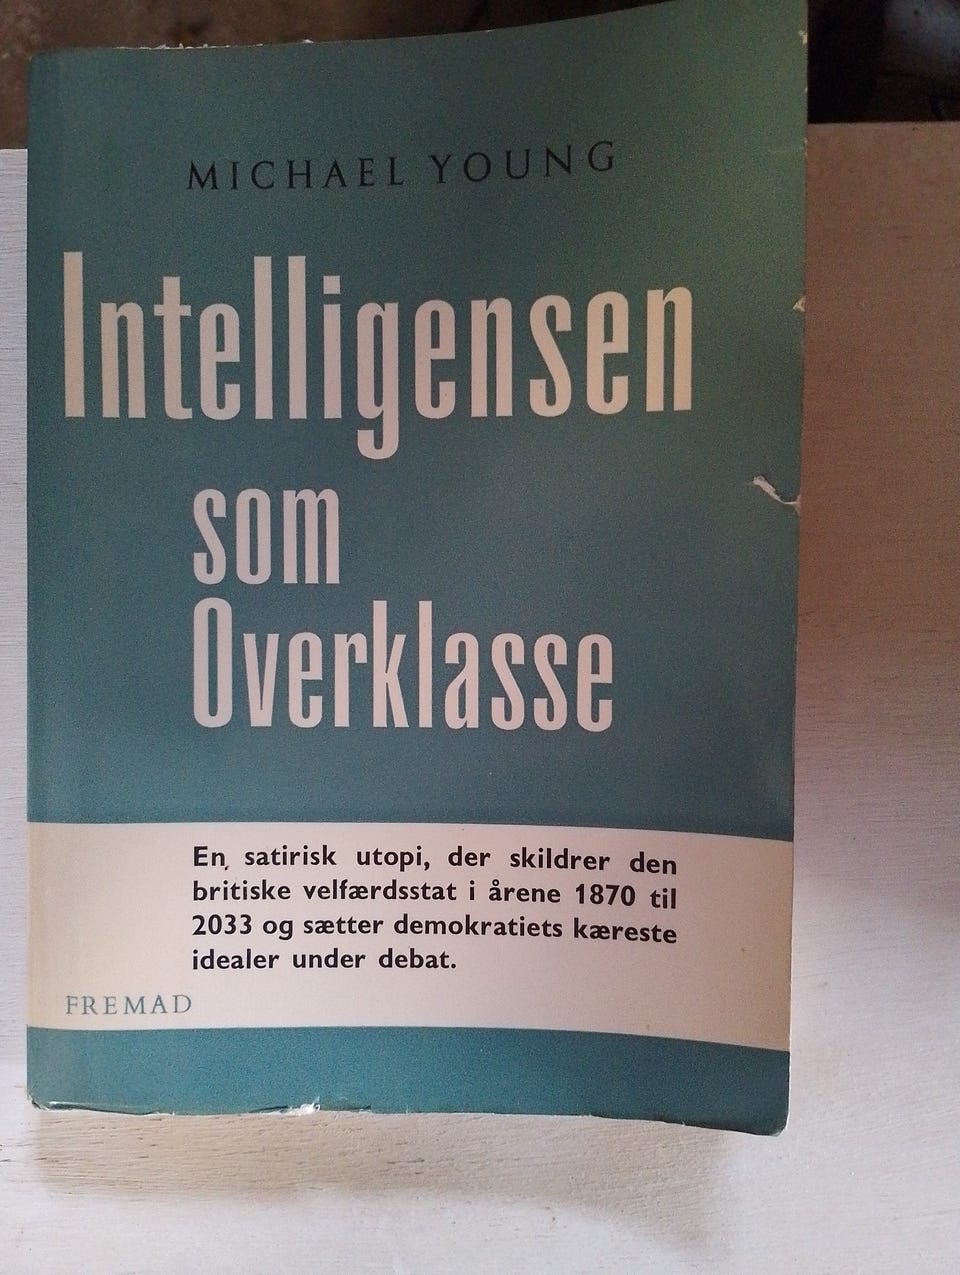 MICHAEL YOUNG
Intelligensen
som
Overklasse
En satirisk utopi, der skildrer den
britiske velfærdsstat i årene 1870 til
2033 og sætter demokratiets kæreste
idealer under debat.
FREMAD